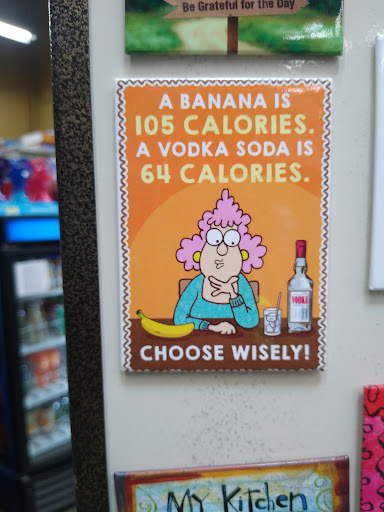 Be Grateful for the Day
A BANANA IS
105 CALORIES.
A VODKA SODA IS
64 CALORIES.
VODKA
CHOOSE WISELY!
MY KitcHen